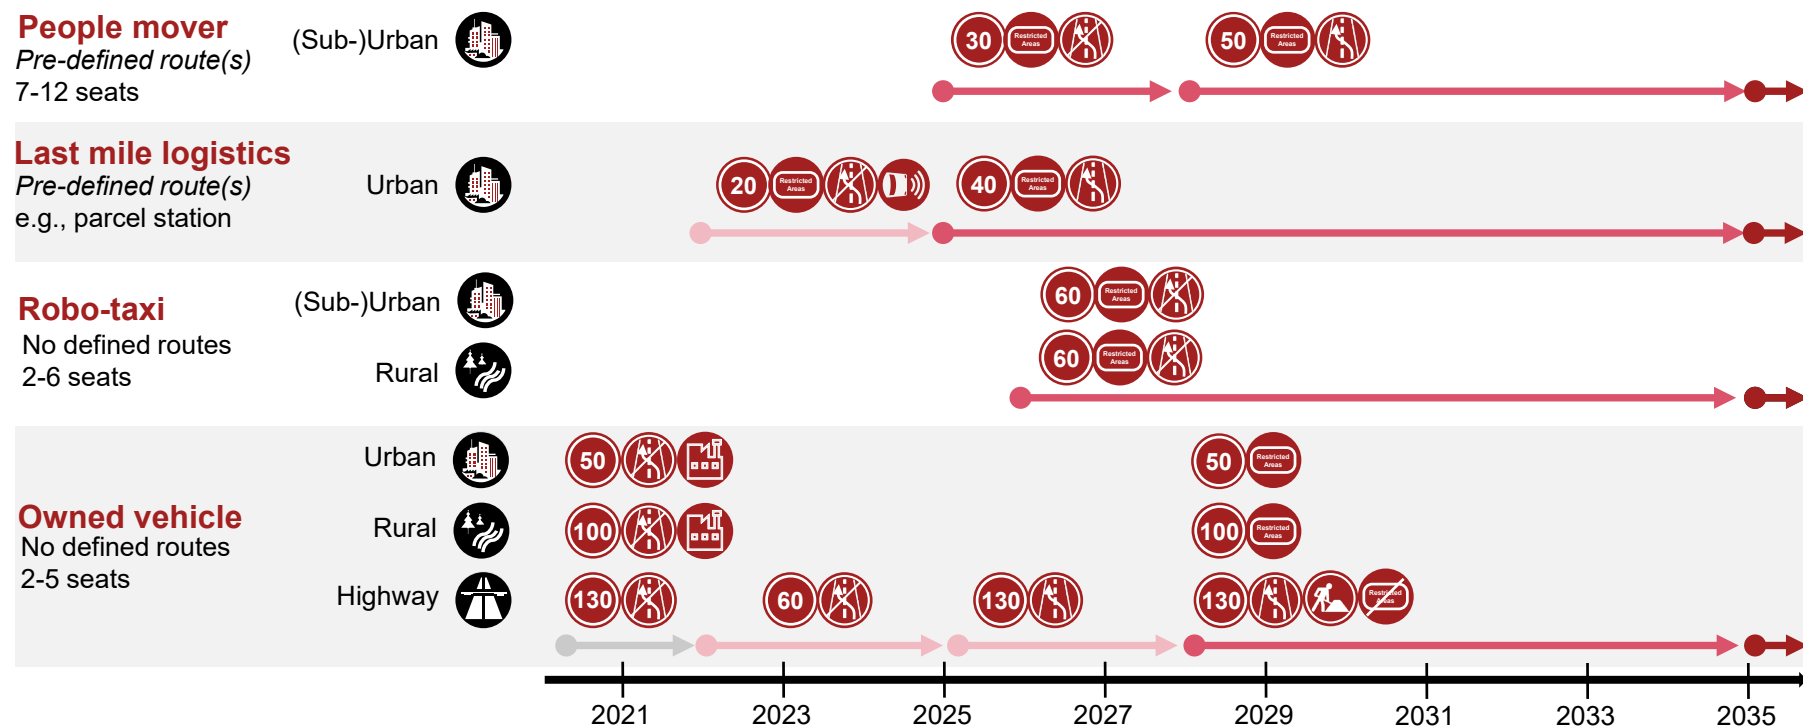 People mover
Pre-defined route(s)
7-12 seats
(Sub-)Urban
30
Restricted
Areas
50
Restricted
Areas
Last mile logistics
Pre-defined route(s)
e.g., parcel station
Urban
20
Restricted
Areas
40
Restricted
Areas
Robo-taxi
No defined routes
2-6 seats
(Sub-)Urban
60
Restricted
Areas
Rural
60
Restricted
Areas
Owned vehicle
No defined routes
2-5 seats
Urban
50
50
Restricted
Areas
Rural
100
100
Restricted
Areas
Highway
130
60
130
130
Restricted
Areas
2021 2023 2025 2027 2029 2031 2033 2035